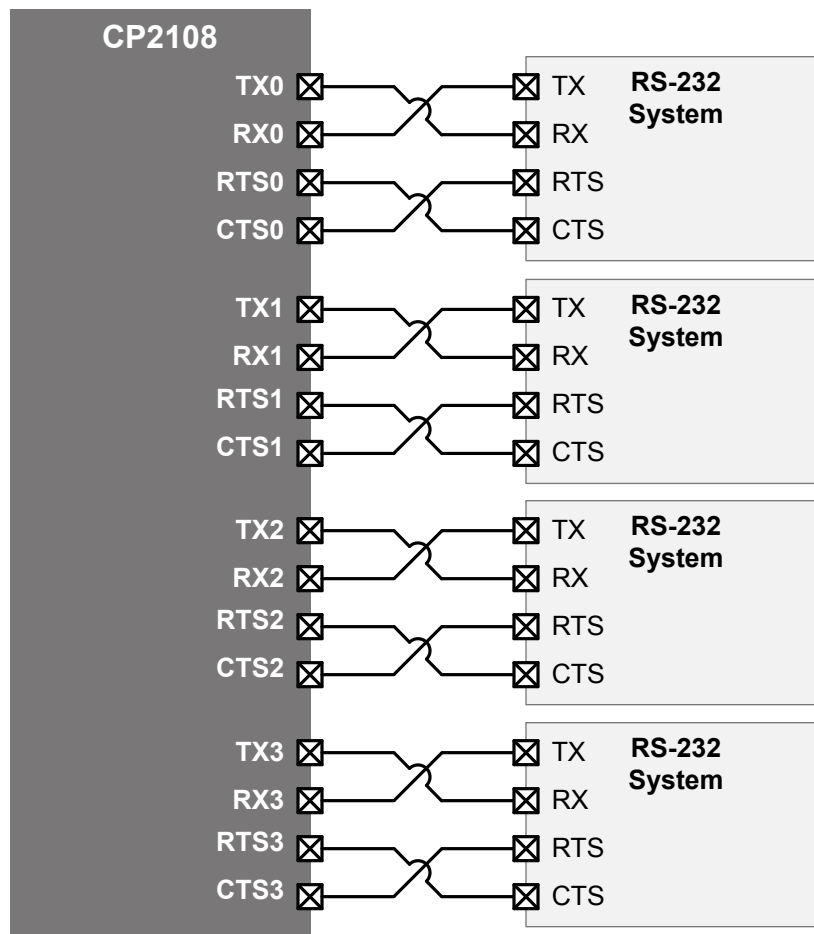 CP2108
TX0 TX RS-232
System
RX0 RX
RTS0 RTS
CTS0 CTS
TX1 TX RS-232
System
RX1 RX
RTS1 RTS
CTS1 CTS
TX2 TX RS-232
System
RX2 RX
RTS2 RTS
CTS2 CTS
TX3 TX RS-232
System
RX3 RX
RTS3 RTS
CTS3 CTS